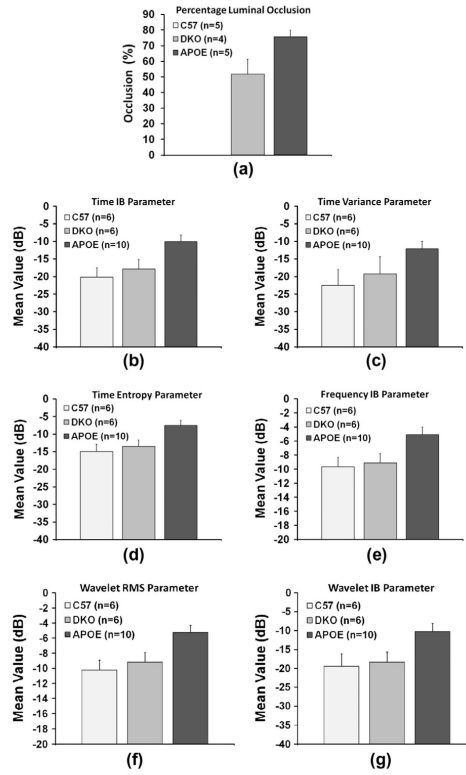 Percentage Luminal Occlusion
C57 (n=5)
DKO (n=4)
APOE (n=5)
Occlusion (%)
90
80
70
60
50
40
30
20
10
0
(a)
Time IB Parameter
C57 (n=6)
DKO (n=6)
APOE (n=10)
Mean Value (dB)
0
-5
-10
-15
-20
-25
-30
-35
-40
(b)
Time Variance Parameter
C57 (n=6)
DKO (n=6)
APOE (n=10)
Mean Value (dB)
0
-5
-10
-15
-20
-25
-30
-35
-40
(c)
Time Entropy Parameter
C57 (n=6)
DKO (n=6)
APOE (n=10)
Mean Value (dB)
0
-5
-10
-15
-20
-25
-30
-35
-40
(d)
Frequency IB Parameter
C57 (n=6)
DKO (n=6)
APOE (n=10)
Mean Value (dB)
0
-2
-4
-6
-8
-10
-12
-14
-16
-18
-20
(e)
Wavelet RMS Parameter
C57 (n=6)
DKO (n=6)
APOE (n=10)
Mean Value (dB)
0
-2
-4
-6
-8
-10
-12
-14
-16
-18
-20
(f)
Wavelet IB Parameter
C57 (n=6)
DKO (n=6)
APOE (n=10)
Mean Value (dB)
0
-5
-10
-15
-20
-25
-30
-35
-40
(g)